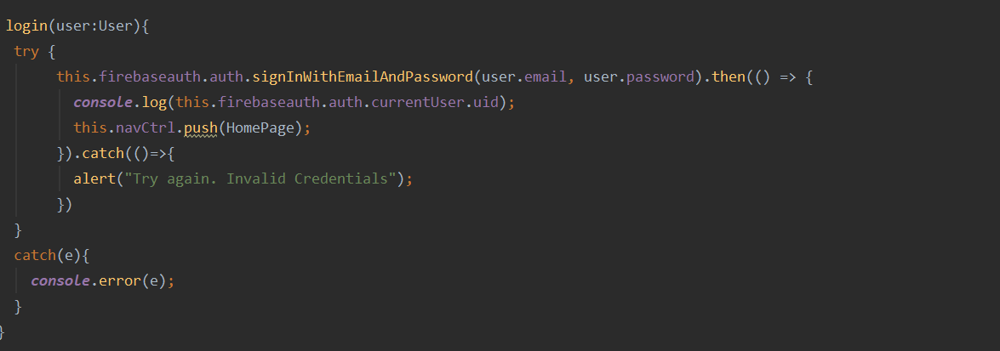 login(user:User){
try {
this.firebaseauth.auth.signInWithEmailAndPassword(user.email, user.password).then(() => {
console.log(this.firebaseauth.auth.currentUser.uid);
this.navCtrl.push(HomePage);
}).catch(()=>{
alert("Try again. Invalid Credentials");
})
}
catch(e){
console.error(e);
}
}